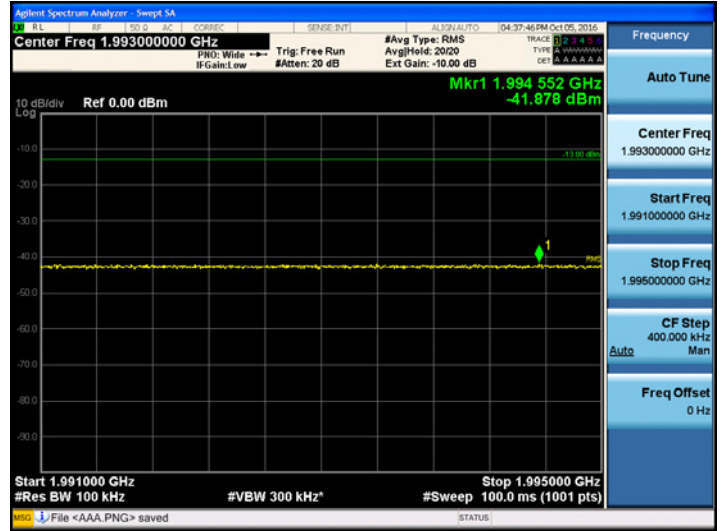 Agilent Spectrum Analyzer - Swept SA
RL RF 50 Ω AC CORREC SENSE:INT ALIGNAUTO 04:37:46 PM Oct 05, 2016
Center Freq 1.993000000 GHz
PNO: Wide
IFGain:Low
Trig: Free Run
#Atten: 20 dB
#Avg Type: RMS
Avg|Hold: 20/20
Ext Gain: -10.00 dB
TRACE 1 2 3 4 5 6
TYPE A WWWWW
DET A A A A A A
Mkr1 1.994 552 GHz
-41.878 dBm
10 dB/div Ref 0.00 dBm
Log
-10.0
-13.00 dBm
-20.0
-30.0
1
-40.0
RMS
-50.0
-60.0
-70.0
-80.0
-90.0
Start 1.991000 GHz Stop 1.995000 GHz
#Res BW 100 kHz #VBW 300 kHz* #Sweep 100.0 ms (1001 pts)
MSG File <AAA.PNG> saved STATUS
Frequency
Auto Tune
Center Freq
1.993000000 GHz
Start Freq
1.991000000 GHz
Stop Freq
1.995000000 GHz
CF Step
400.000 kHz
Auto Man
Freq Offset
0 Hz